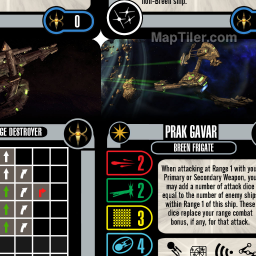 non-Breen ship.
0
MapTiler.com
GE DESTROYER
PRAK GAVAR
BREEN FRIGATE
2
2
3
4
When attacking at Range 1 with you
Primary or Secondary Weapon, you
may add a number of attack dice
equal to the number of enemy ships
within Range 1 of this ship. These
dice replace your range combat
bonus, if any, for that attack.